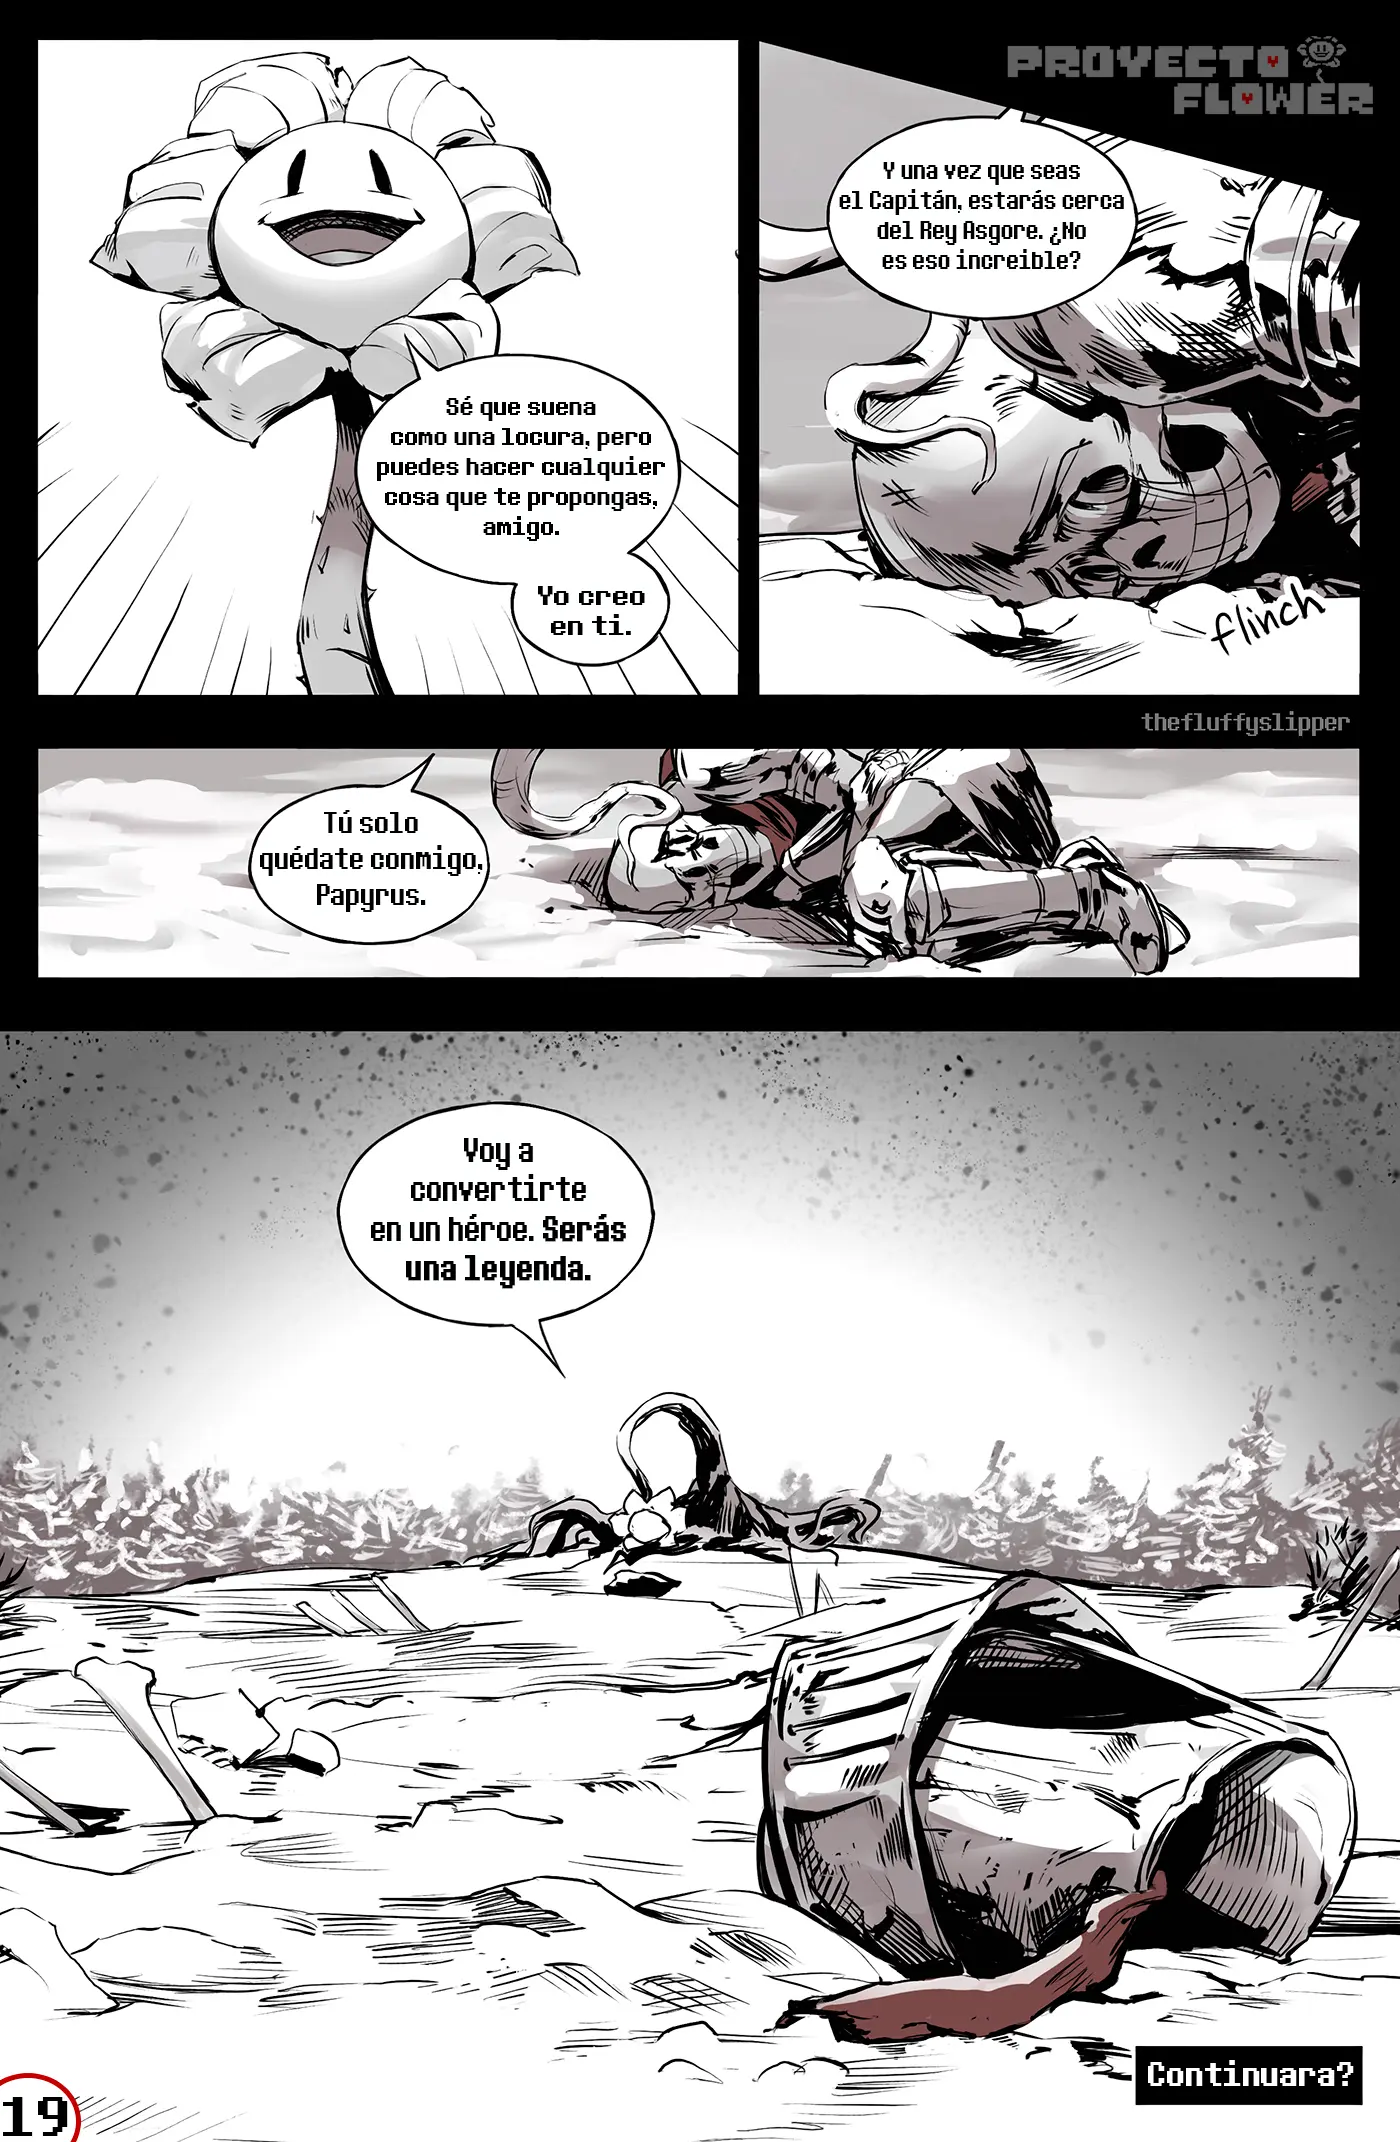 PROYECTO
FLOWER
Sé que suena
como una locura, pero
puedes hacer cualquier
cosa que te propongas,
amigo.
Yo creo
en ti.
Y una vez que seas
el Capitán, estarás cerca
del Rey Asgore. ¿No
es eso increible?
flinch
thefluffyslipper
Tú solo
quédate conmigo,
Papyrus.
Voy a
convertirte
en un héroe. Serás
una leyenda.
Continuara?
19